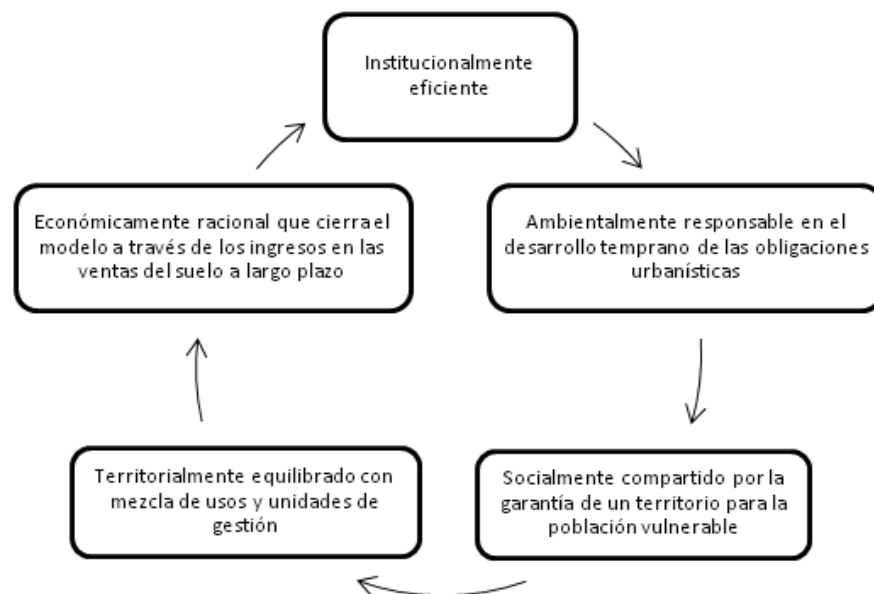 Institucionalmente
eficiente
Económicamente racional que cierra el
modelo a través de los ingresos en las
ventas del suelo a largo plazo
Ambientalmente responsable en el
desarrollo temprano de las obligaciones
urbanísticas
Territorialmente equilibrado con
mezcla de usos y unidades de
gestión
Socialmente compartido por la
garantía de un territorio para la
población vulnerable